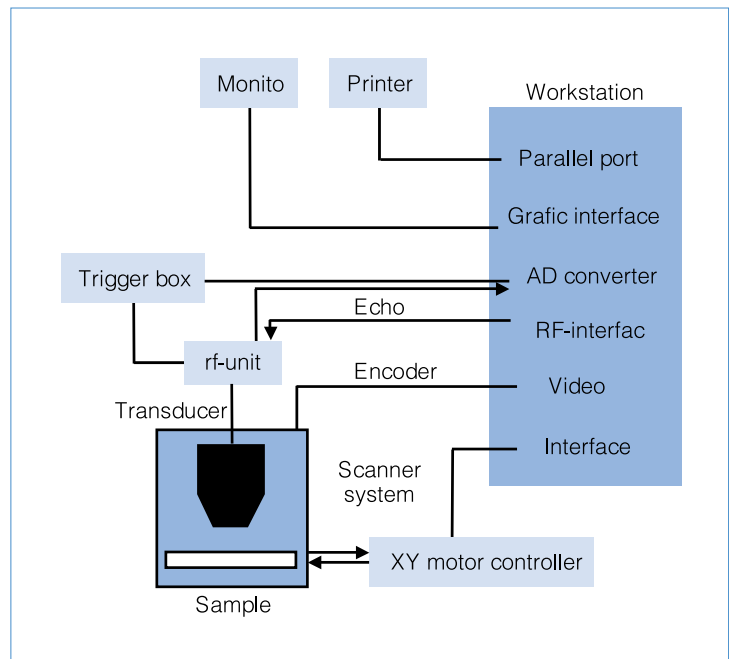 Monito
Printer
Workstation
Parallel port
Grafic interface
Trigger box
AD converter
Echo
RF-interfac
rf-unit
Encoder
Video
Transducer
Interface
Scanner
system
XY motor controller
Sample